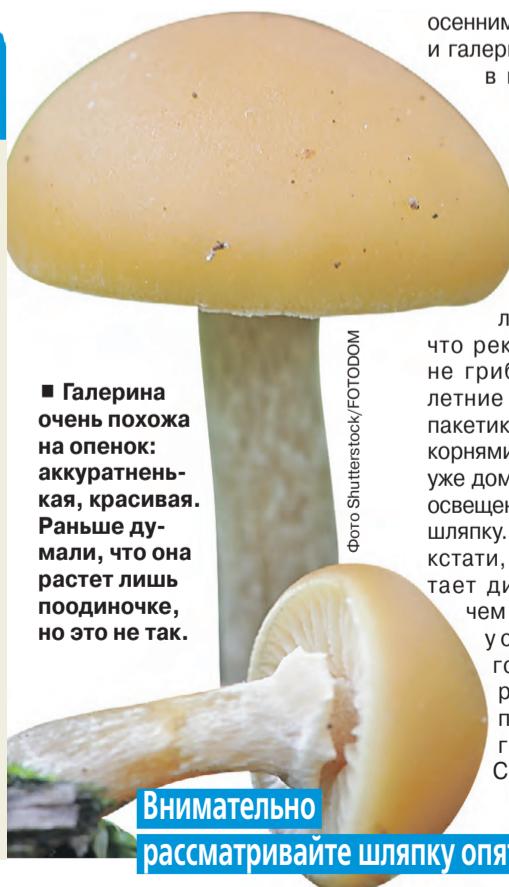 осенним
и галер
в
■ Галерина
очень похожа
на опенок:
аккуратнень-
кая, красивая.
Раньше ду-
мали, что она
растет лишь
поодиночке,
но это не так.
Фото Shutterstock/FOTODOM
что рек
не гриб
летние
пакетик
корнями
уже дом
освещен
шляпку.
кстати,
тает ди
чем
Внимательно
рассматривайте шляпку опят